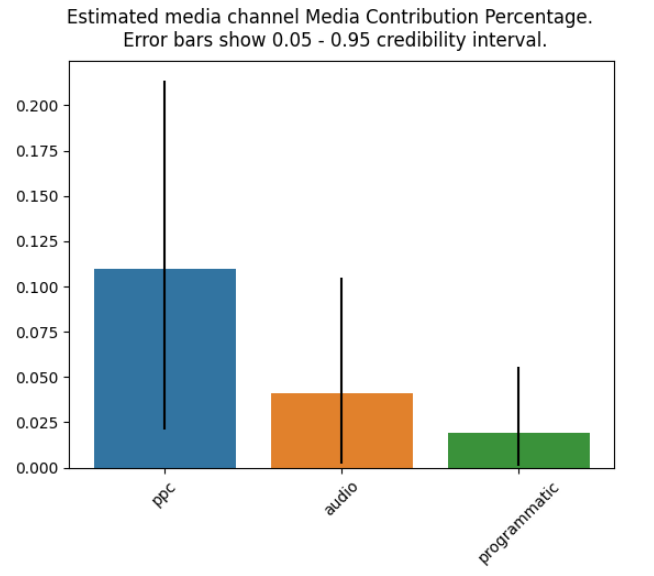 Estimated media channel Media Contribution Percentage.
Error bars show 0.05 - 0.95 credibility interval.
0.200
0.175
0.150
0.125
0.100
0.075
0.050
0.025
0.000
ppc
audio
programmatic